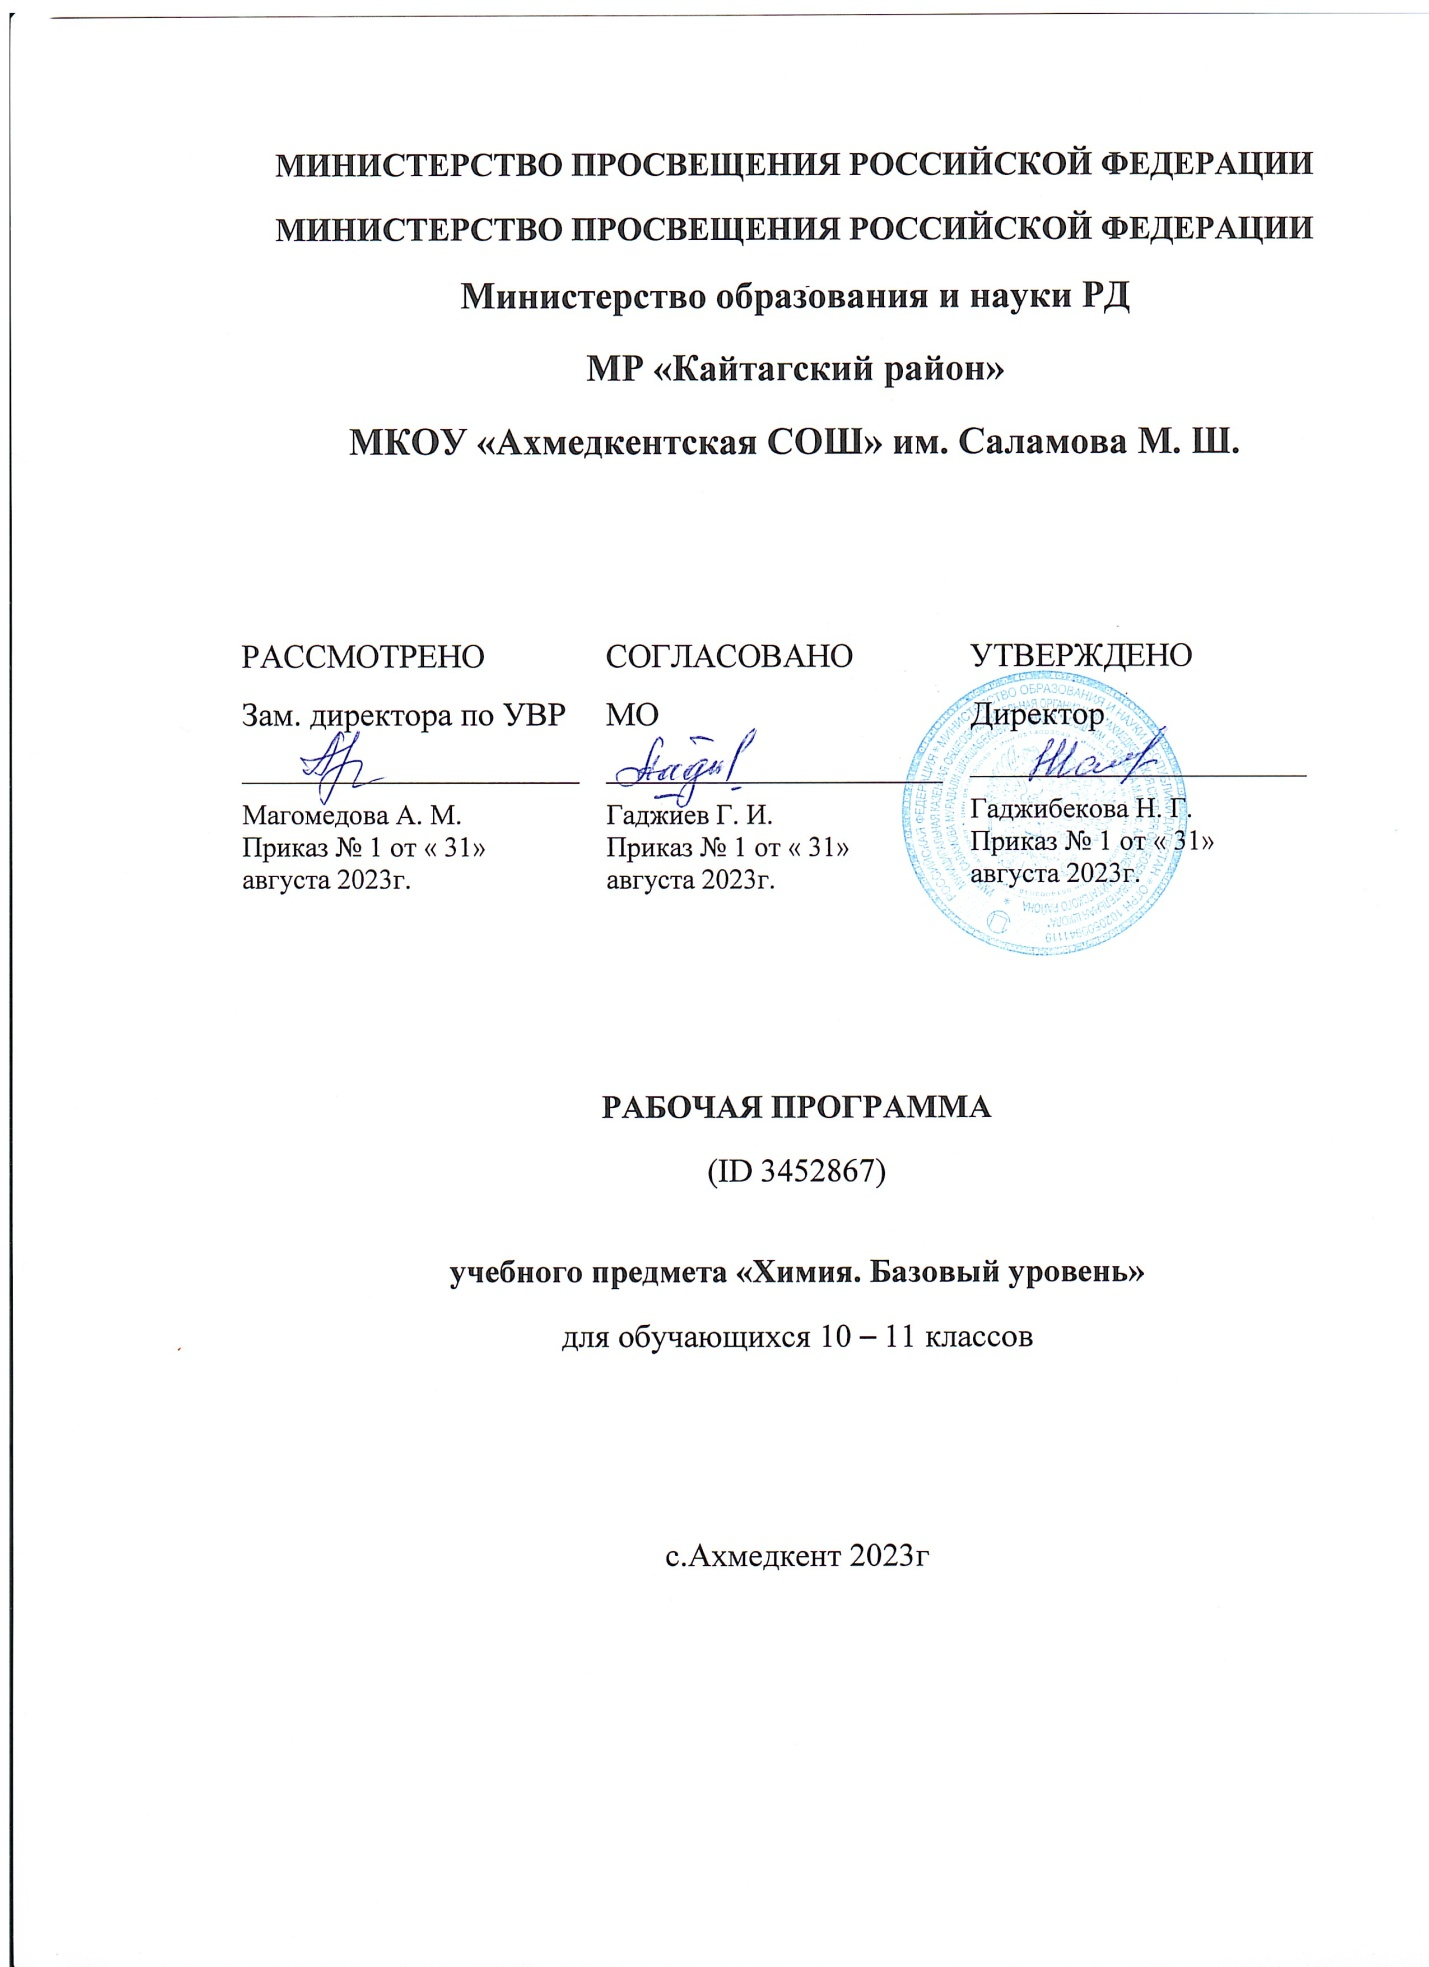 МИНИСТЕРСТВО ПРОСВЕЩЕНИЯ РОССИЙСКОЙ ФЕДЕРАЦИИ
МИНИСТЕРСТВО ПРОСВЕЩЕНИЯ РОССИЙСКОЙ ФЕДЕРАЦИИ
Министерство образования и науки РД
МР «Кайтагский район»
МКОУ «Ахмедкентская СОШ» им. Саламова М. Ш.
РАССМОТРЕНО
Зам. директора по УВР
Магомедова А. М.
Приказ № 1 от « 31»
августа 2023г.
СОГЛАСОВАНО
МО
Гаджиев Г. И.
Приказ № 1 от « 31»
августа 2023г.
УТВЕРЖДЕНО
Директор
Гаджибекова Н. Г.
Приказ № 1 от « 31»
августа 2023г.
РАБОЧАЯ ПРОГРАММА
(ID 3452867)
учебного предмета «Химия. Базовый уровень»
для обучающихся 10 – 11 классов
с.Ахмедкент 2023г